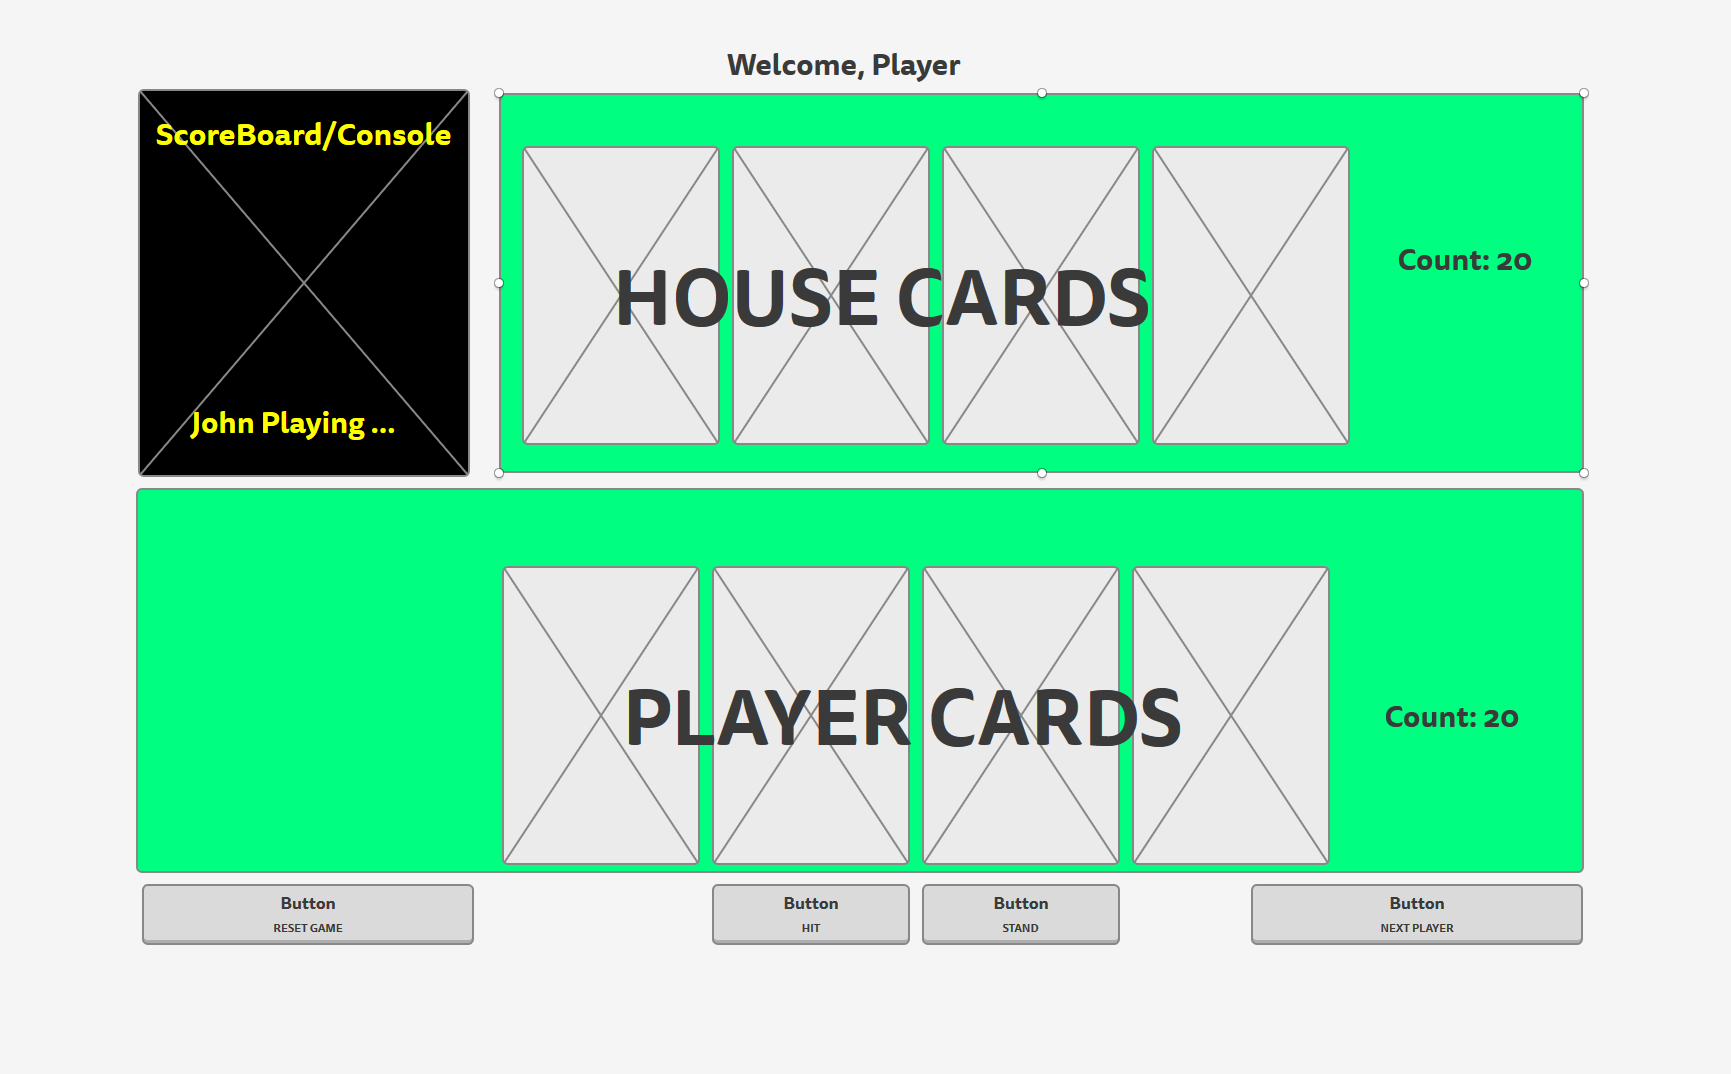 Welcome, Player
ScoreBoard/Console
John Playing ...
HOUSE CARDS
Count: 20
PLAYER CARDS
Count: 20
Button
RESET GAME
Button
HIT
Button
STAND
Button
NEXT PLAYER